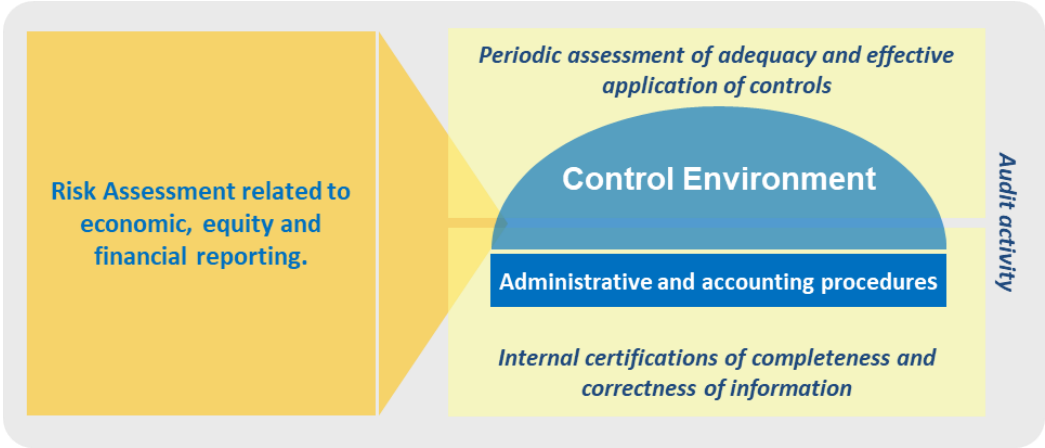 Risk Assessment related to
economic, equity and
financial reporting.
Periodic assessment of adequacy and effective
application of controls
Control Environment
Administrative and accounting procedures
Internal certifications of completeness and
correctness of information
Audit activity